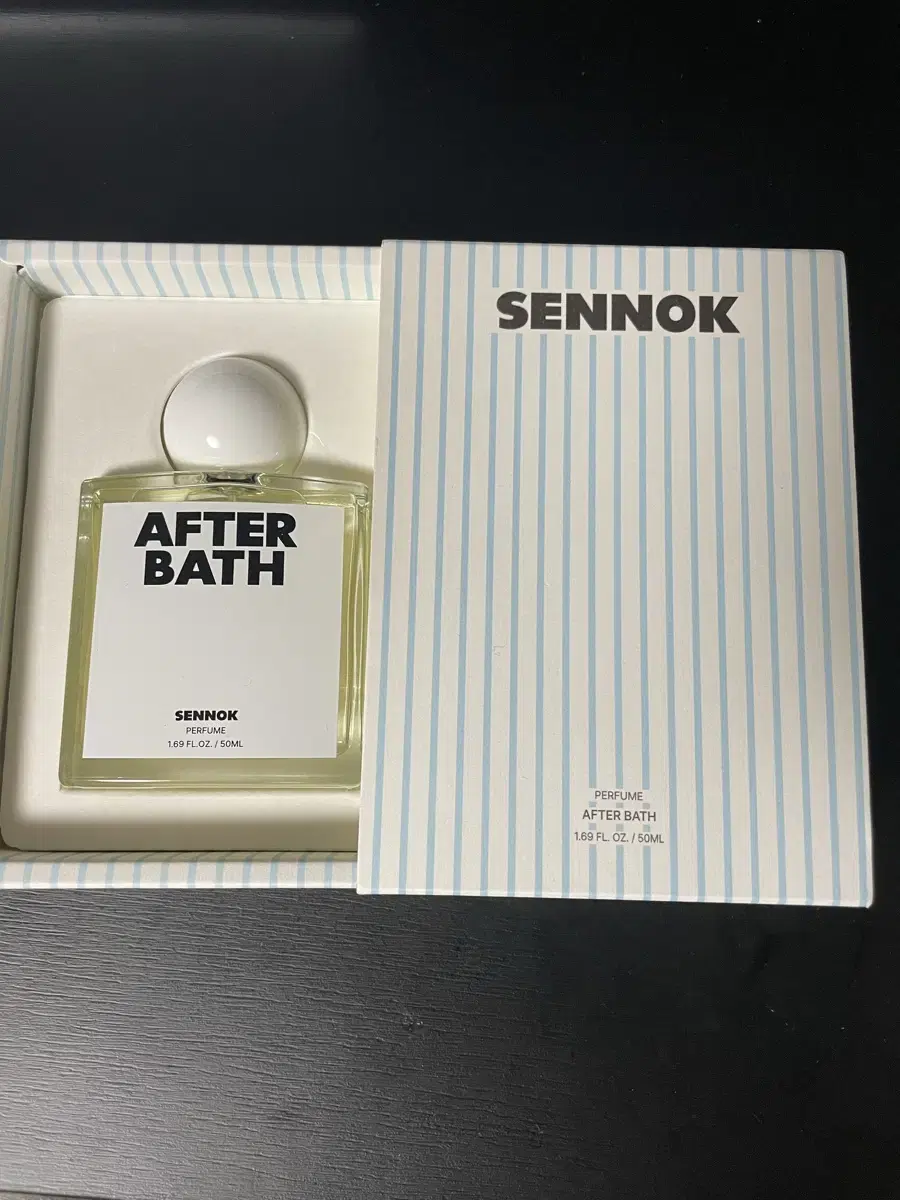 AFTER
BATH
SENNOK
PERFUME
1.69 FL.OZ. / 50ML
SENNOK
PERFUME
AFTER BATH
1.69 FL. OZ. / 50ML